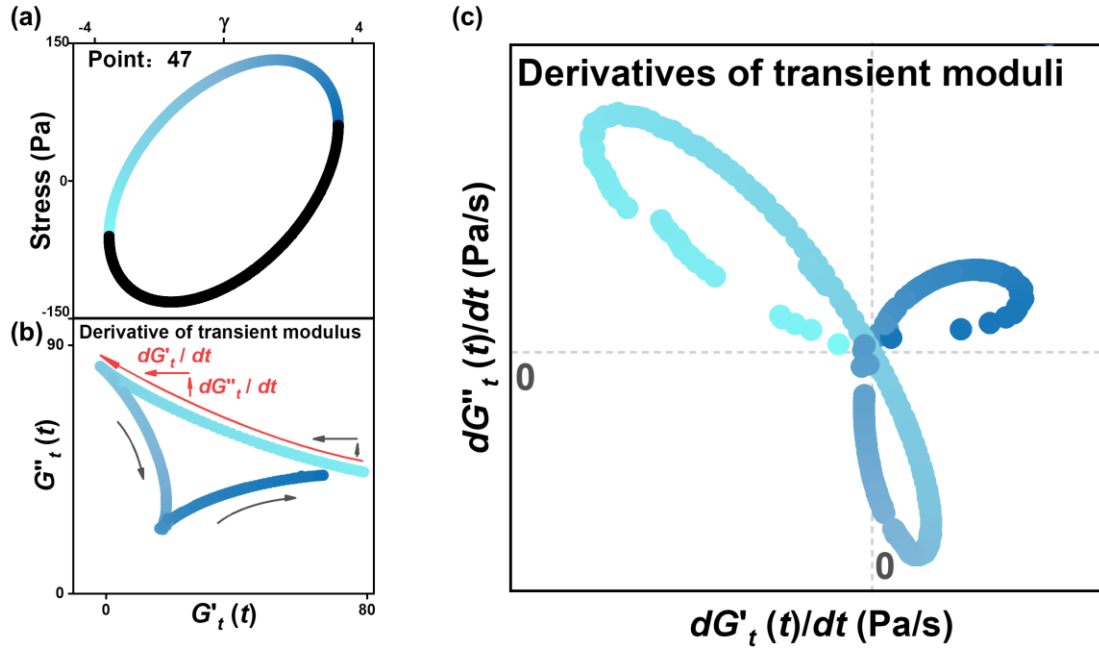 (a)
-4 γ 4
150
Point： 47
Stress (Pa)
0
-150
(b)
Derivative of transient modulus
90
dG't / dt
dG''t / dt
G''t (t)
0
0 80
G't (t)
(c)
Derivatives of transient moduli
dG''t (t)/dt (Pa/s)
0
0
dG't (t)/dt (Pa/s)